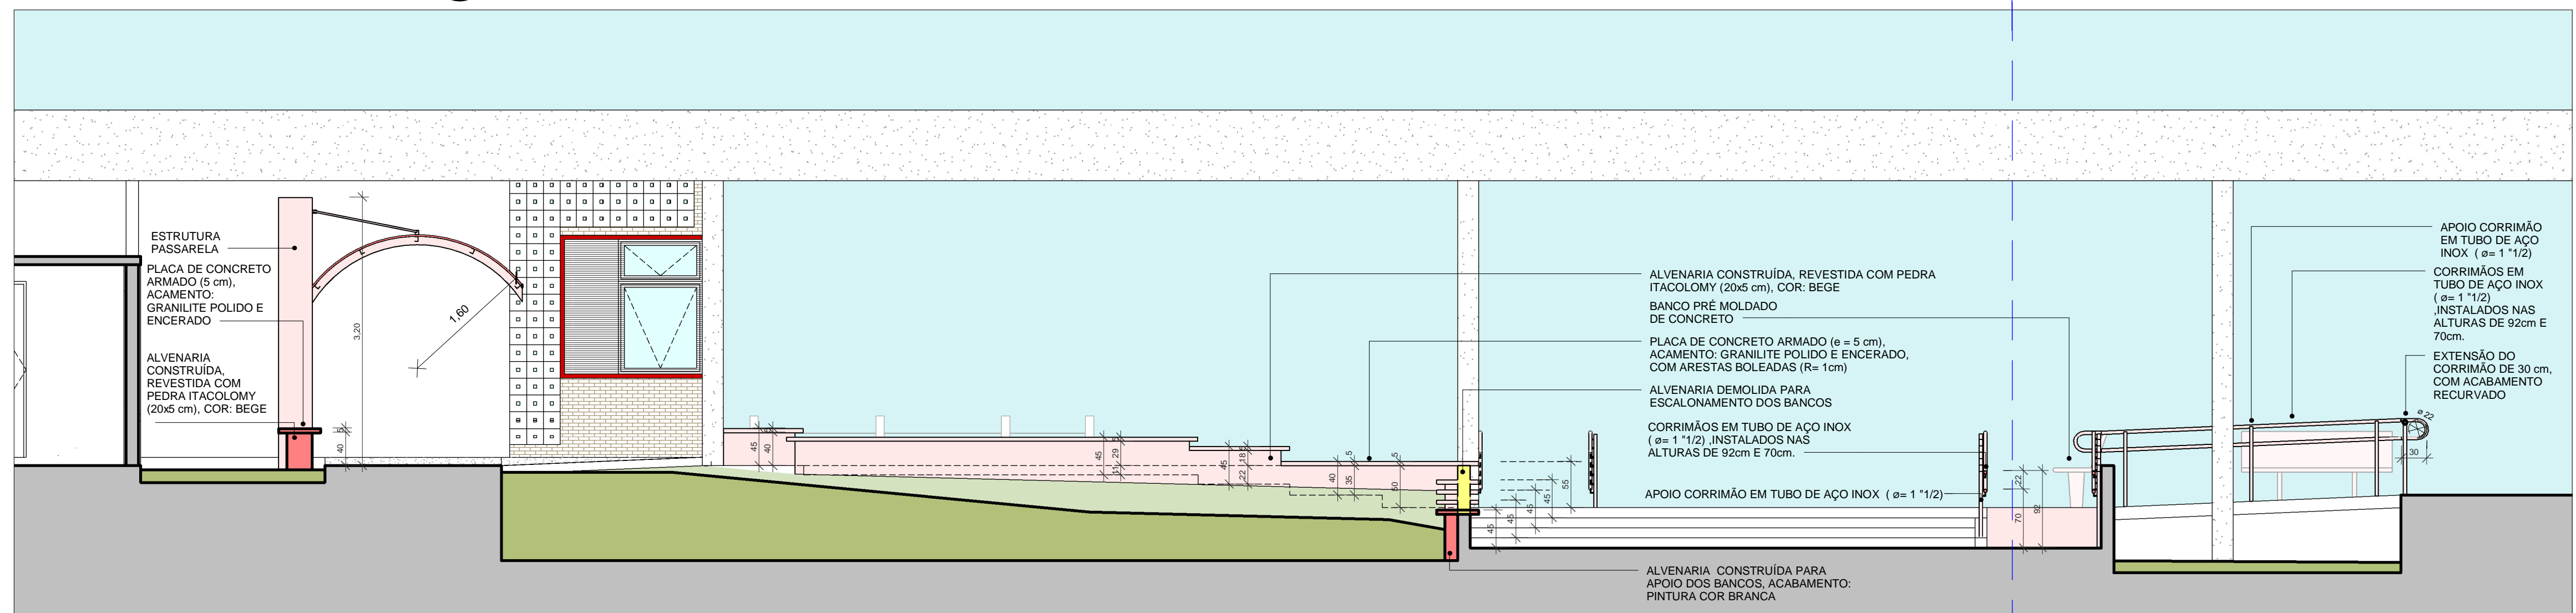 ESTRUTURA
PASSARELA
PLACA DE CONCRETO
ARMADO (5 cm),
ACAMENTO:
GRANILITE POLIDO E
ENCERADO
ALVENARIA
CONSTRUÍDA,
REVESTIDA COM
PEDRA ITACOLOMY
(20x5 cm), COR: BEGE
5
40
3,20
1,60
45
40
5
45
29
11
5
45
18
22
5
40
35
5
50
ALVENARIA CONSTRUÍDA, REVESTIDA COM PEDRA
ITACOLOMY (20x5 cm), COR: BEGE
BANCO PRÉ MOLDADO
DE CONCRETO
PLACA DE CONCRETO ARMADO (e = 5 cm),
ACAMENTO: GRANILITE POLIDO E ENCERADO,
COM ARESTAS BOLEADAS (R= 1cm)
ALVENARIA DEMOLIDA PARA
ESCALONAMENTO DOS BANCOS
CORRIMÃOS EM TUBO DE AÇO INOX
( ø= 1 "1/2) ,INSTALADOS NAS
ALTURAS DE 92cm E 70cm.
APOIO CORRIMÃO EM TUBO DE AÇO INOX ( ø= 1 "1/2)
45
45
45
45
55
ALVENARIA CONSTRUÍDA PARA
APOIO DOS BANCOS, ACABAMENTO:
PINTURA COR BRANCA
22
70
92
APOIO CORRIMÃO
EM TUBO DE AÇO
INOX ( ø= 1 "1/2)
CORRIMÃOS EM
TUBO DE AÇO INOX
( ø= 1 "1/2)
,INSTALADOS NAS
ALTURAS DE 92cm E
70cm.
EXTENSÃO DO
CORRIMÃO DE 30 cm,
COM ACABAMENTO
RECURVADO
ø 22
30